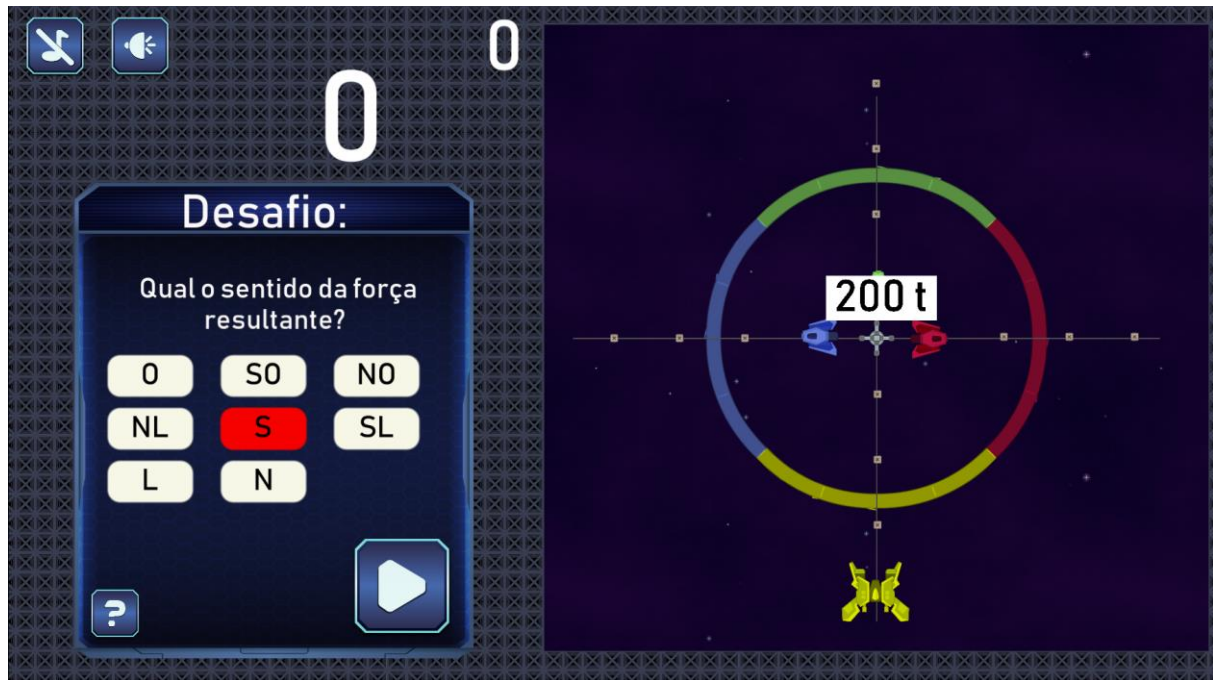 0
0
Desafio:
Qual o sentido da força
resultante?
O SO NO
NL S SL
L N
?
200 t